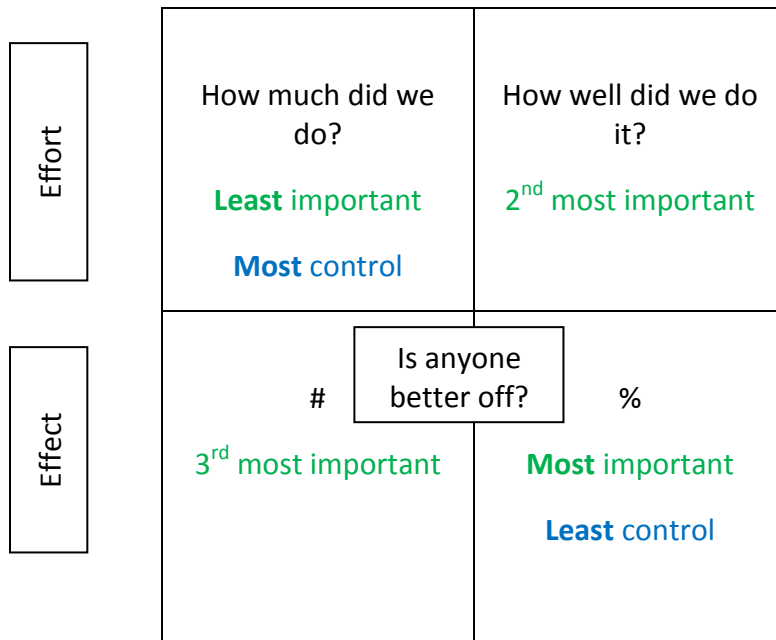 Effort
How much did we
do?
Least important
Most control
How well did we do
it?
2nd most important
Effect
Is anyone
better off?
#
3rd most important
%
Most important
Least control